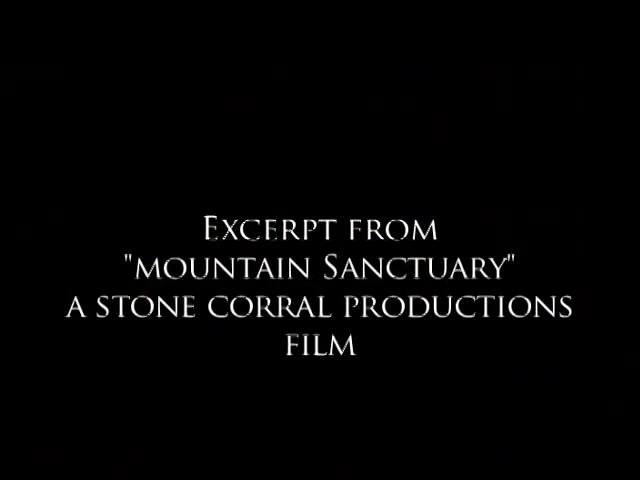 Excerpt from
"mountain Sanctuary"
a stone corral productions
film